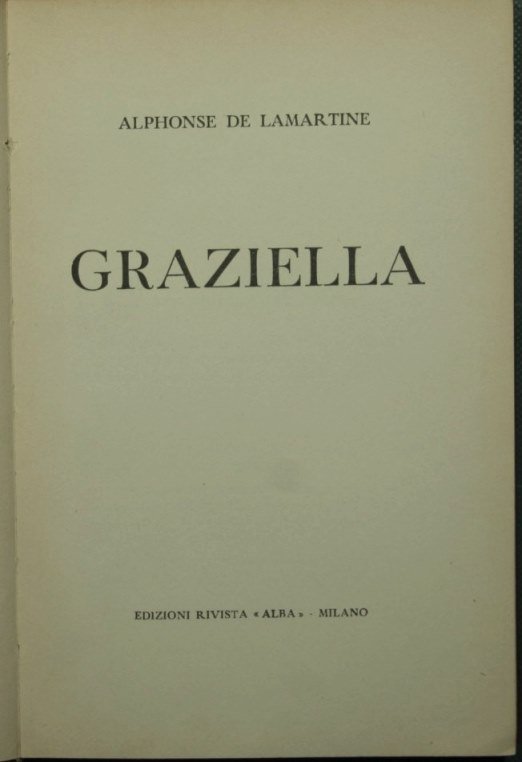 ALPHONSE DE LAMARTINE
GRAZIELLA
EDIZIONI RIVISTA «ALBA» - MILANO